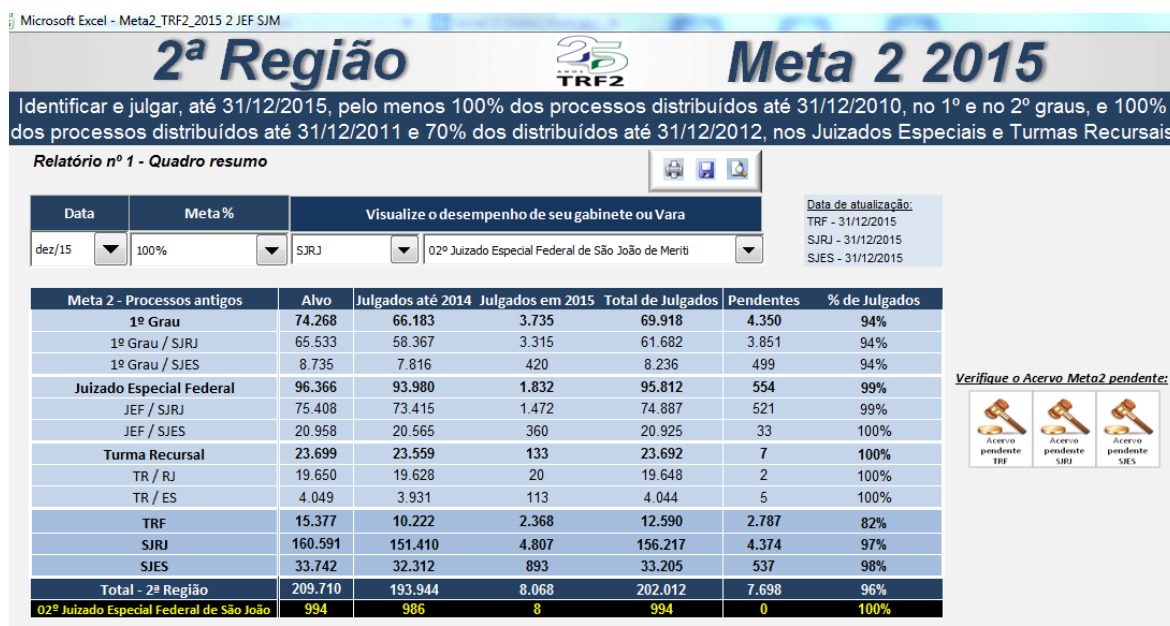 Microsoft Excel - Meta2_TRF2_2015 2 JEF SJM
2ª Região 25 ANOS TRF2 Meta 2 2015
Identificar e julgar, até 31/12/2015, pelo menos 100% dos processos distribuídos até 31/12/2010, no 1º e no 2º graus, e 100%
dos processos distribuídos até 31/12/2011 e 70% dos distribuídos até 31/12/2012, nos Juizados Especiais e Turmas Recursais
Relatório nº 1 - Quadro resumo
Data Meta% Visualize o desempenho de seu gabinete ou Vara
dez/15 100% SJRJ 02º Juizado Especial Federal de São João de Meriti
Data de atualização:
TRF - 31/12/2015
SJRJ - 31/12/2015
SJES - 31/12/2015
Meta 2 - Processos antigos Alvo Julgados até 2014 Julgados em 2015 Total de Julgados Pendentes % de Julgados
1º Grau 74.268 66.183 3.735 69.918 4.350 94%
1º Grau / SJRJ 65.533 58.367 3.315 61.682 3.851 94%
1º Grau / SJES 8.735 7.816 420 8.236 499 94%
Juizado Especial Federal 96.366 93.980 1.832 95.812 554 99%
JEF / SJRJ 75.408 73.415 1.472 74.887 521 99%
JEF / SJES 20.958 20.565 360 20.925 33 100%
Turma Recursal 23.699 23.559 133 23.692 7 100%
TR / RJ 19.650 19.628 20 19.648 2 100%
TR / ES 4.049 3.931 113 4.044 5 100%
TRF 15.377 10.222 2.368 12.590 2.787 82%
SJRJ 160.591 151.410 4.807 156.217 4.374 97%
SJES 33.742 32.312 893 33.205 537 98%
Total - 2ª Região 209.710 193.944 8.068 202.012 7.698 96%
02º Juizado Especial Federal de São João 994 986 8 994 0 100%
Verifique o Acervo Meta2 pendente:
Acervo pendente TRF
Acervo pendente SJRJ
Acervo pendente SJES